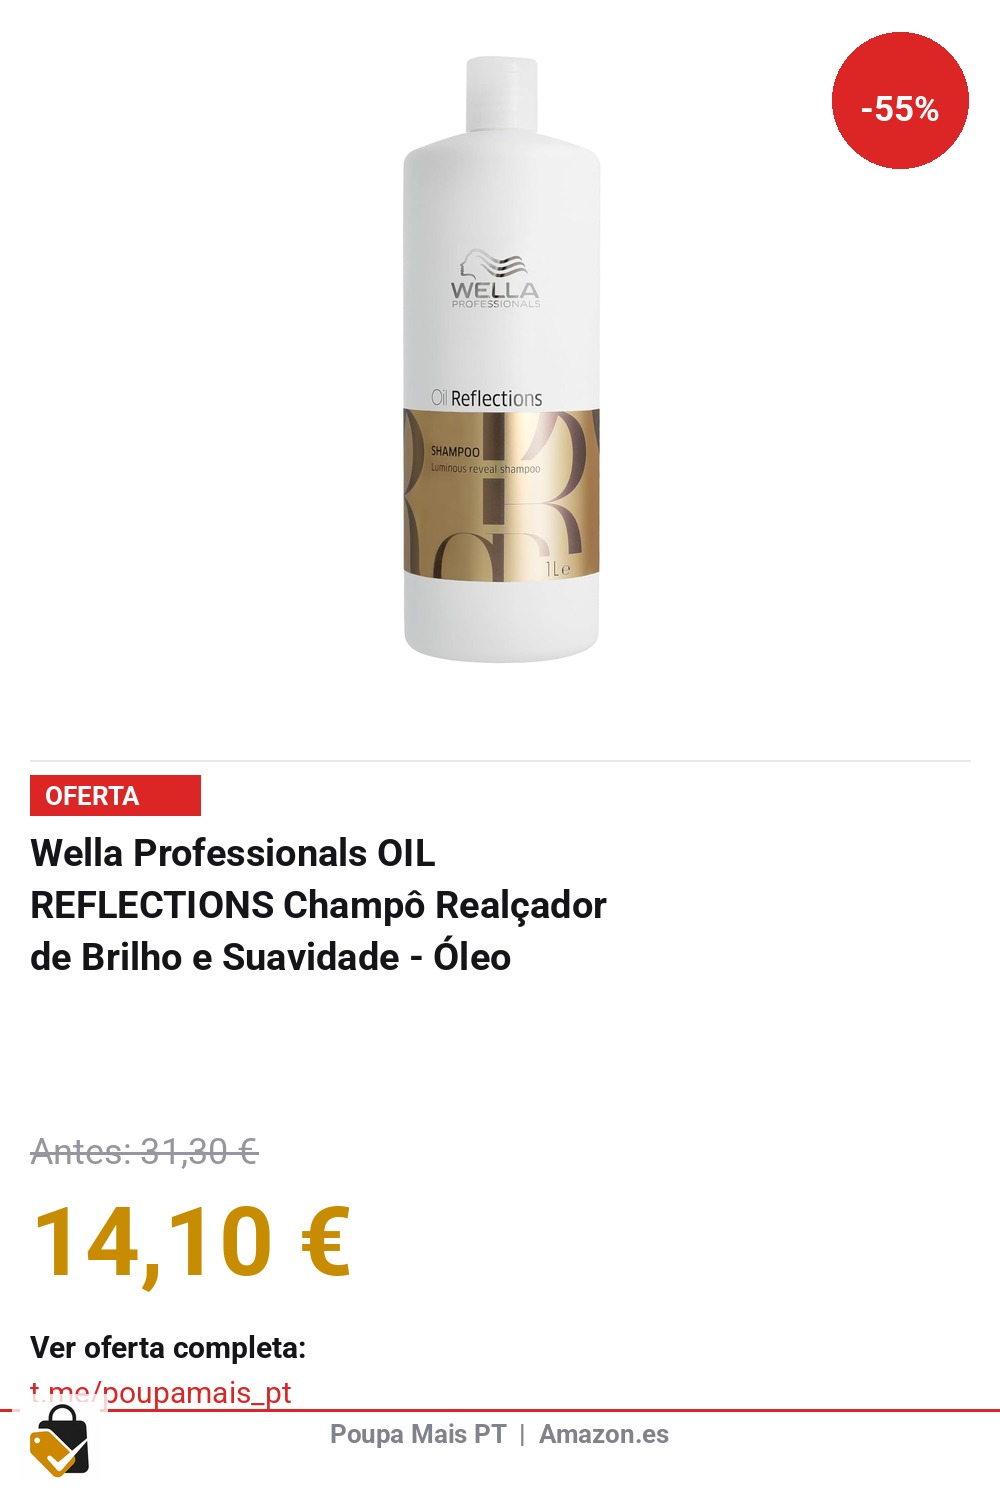 -55%
WELLA
PROFESSIONALS
Oil Reflections
SHAMPOO
Luminous reveal shampoo
1L e
OFERTA
Wella Professionals OIL
REFLECTIONS Champô Realçador
de Brilho e Suavidade - Óleo
Antes: 31,30 €
14,10 €
Ver oferta completa:
t.me/poupamais_pt
Poupa Mais PT | Amazon.es